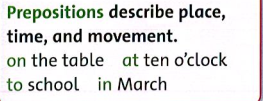 Prepositions describe place,
time, and movement.
on the table at ten o'clock
to school in March